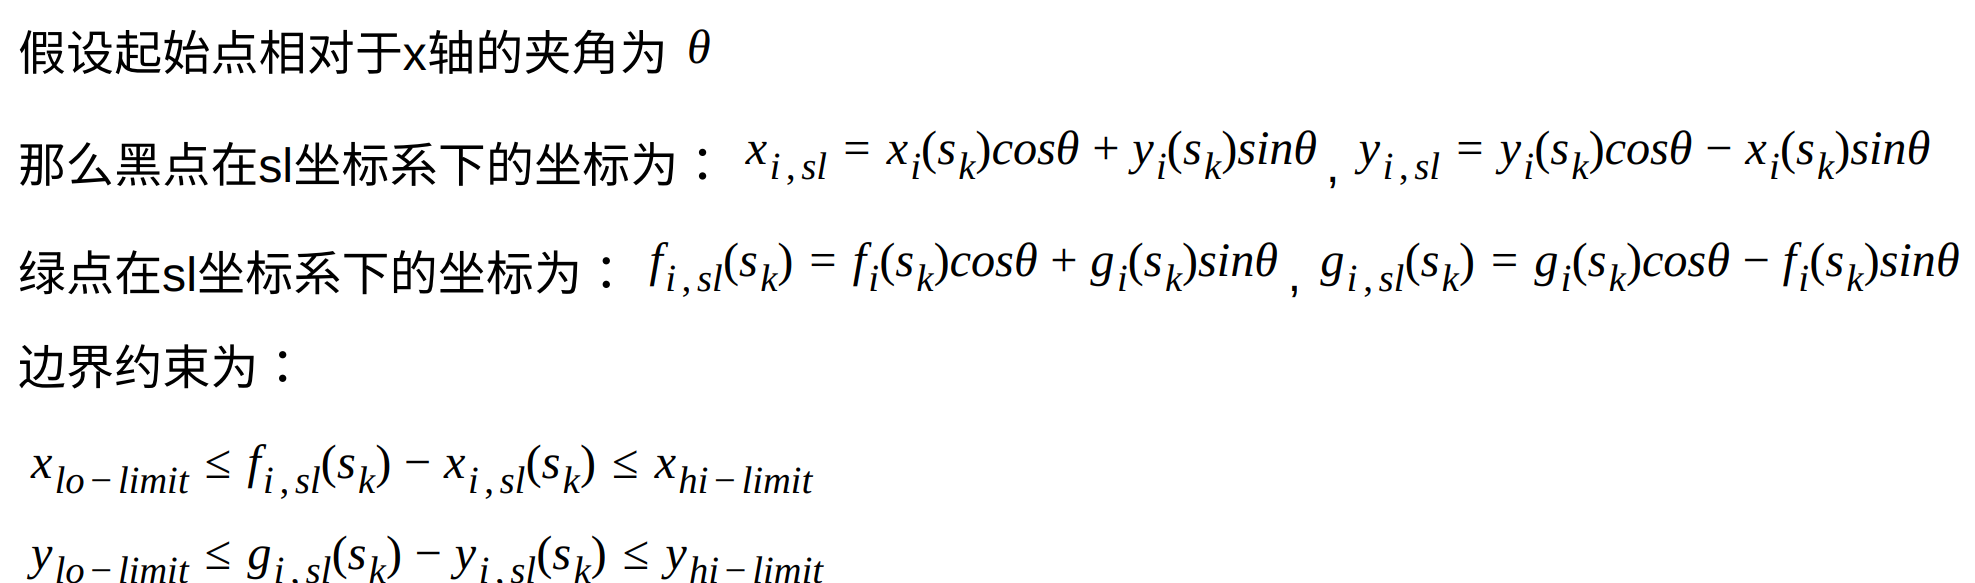 假设起始点相对于x轴的夹角为 θ
那么黑点在sl坐标系下的坐标为： x_{i,sl} = x_i(s_k)cosθ + y_i(s_k)sinθ , y_{i,sl} = y_i(s_k)cosθ − x_i(s_k)sinθ
绿点在sl坐标系下的坐标为： f_{i,sl}(s_k) = f_i(s_k)cosθ + g_i(s_k)sinθ , g_{i,sl}(s_k) = g_i(s_k)cosθ − f_i(s_k)sinθ
边界约束为：
x_{lo−limit} ≤ f_{i,sl}(s_k) − x_{i,sl}(s_k) ≤ x_{hi−limit}
y_{lo−limit} ≤ g_{i,sl}(s_k) − y_{i,sl}(s_k) ≤ y_{hi−limit}